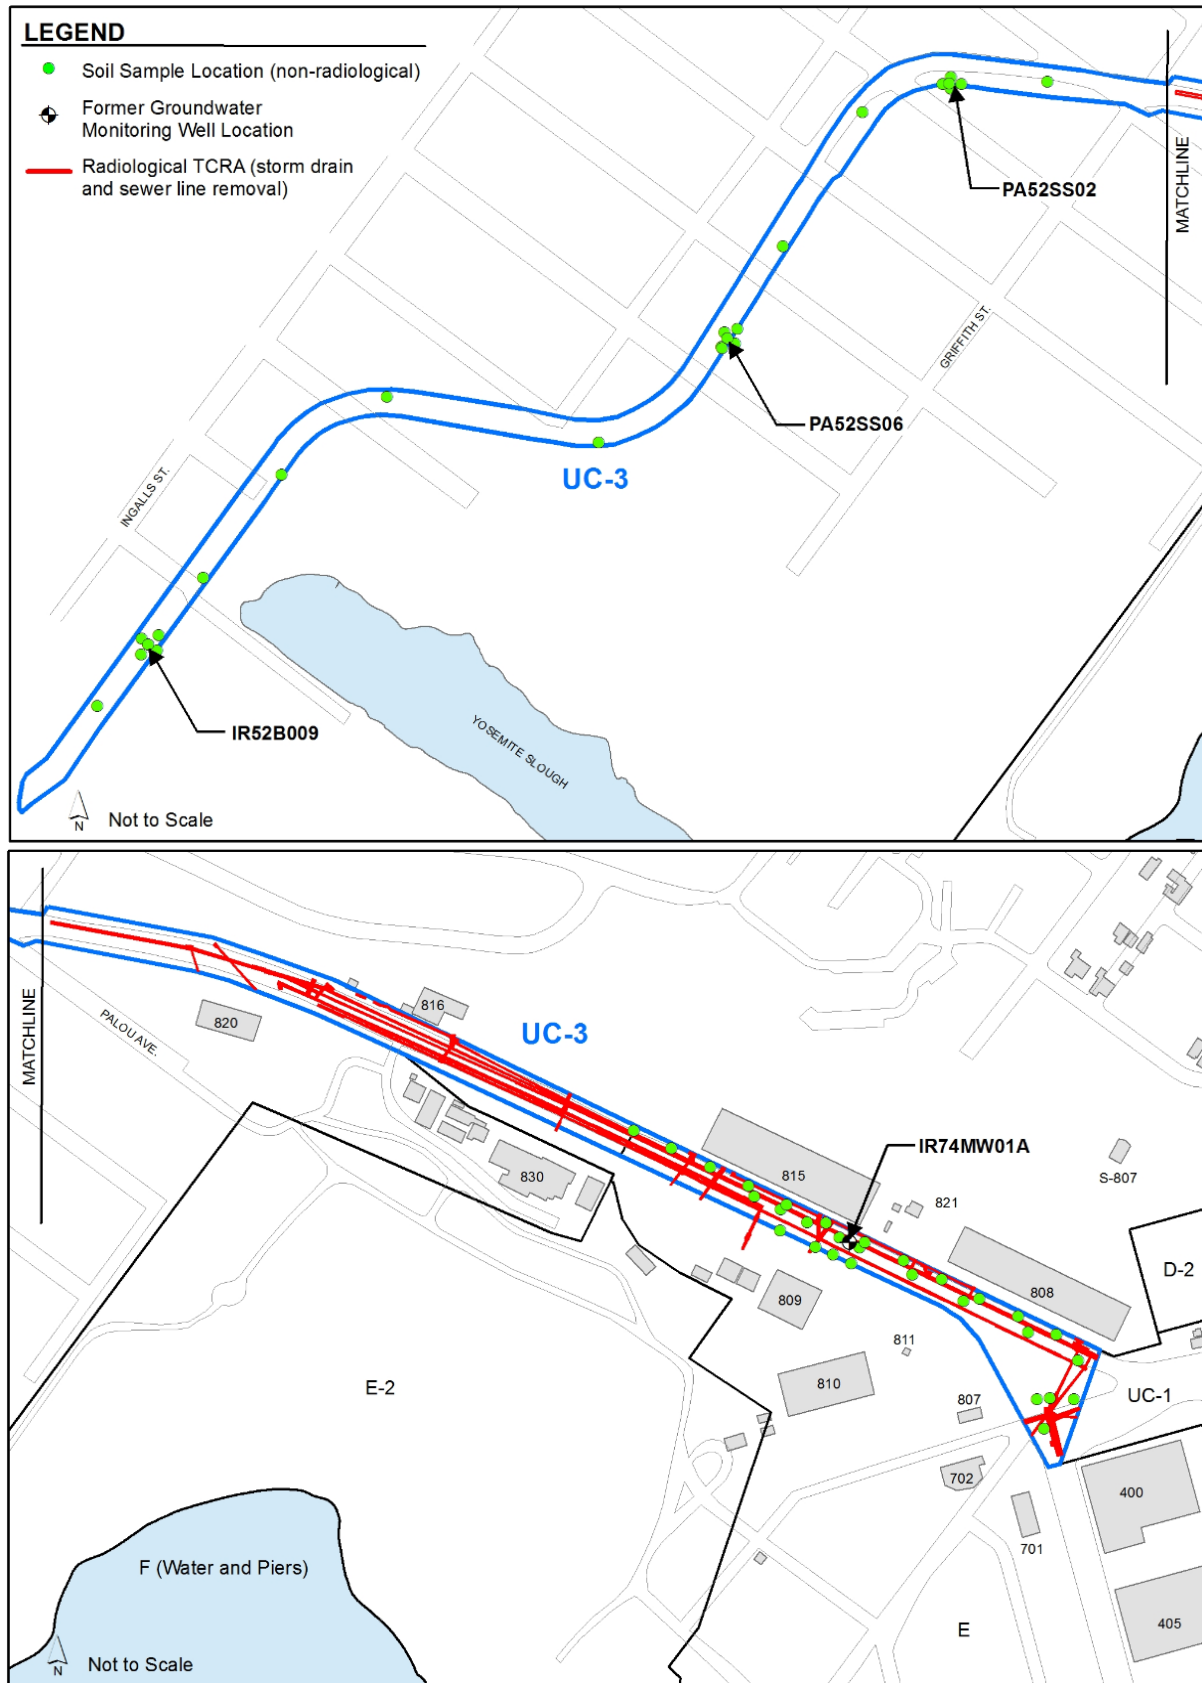 LEGEND
Soil Sample Location (non-radiological)
Former Groundwater
Monitoring Well Location
Radiological TCRA (storm drain
and sewer line removal)
PA52SS02
MATCHLINE
GRIFFITH ST.
PA52SS06
UC-3
INGALLS ST.
IR52B009
YOSEMITE SLOUGH
N
Not to Scale
MATCHLINE
PALOU AVE.
820
816
UC-3
830
815
IR74MW01A
821
S-807
D-2
808
809
811
810
807
UC-1
E-2
702
400
701
405
E
F (Water and Piers)
N
Not to Scale